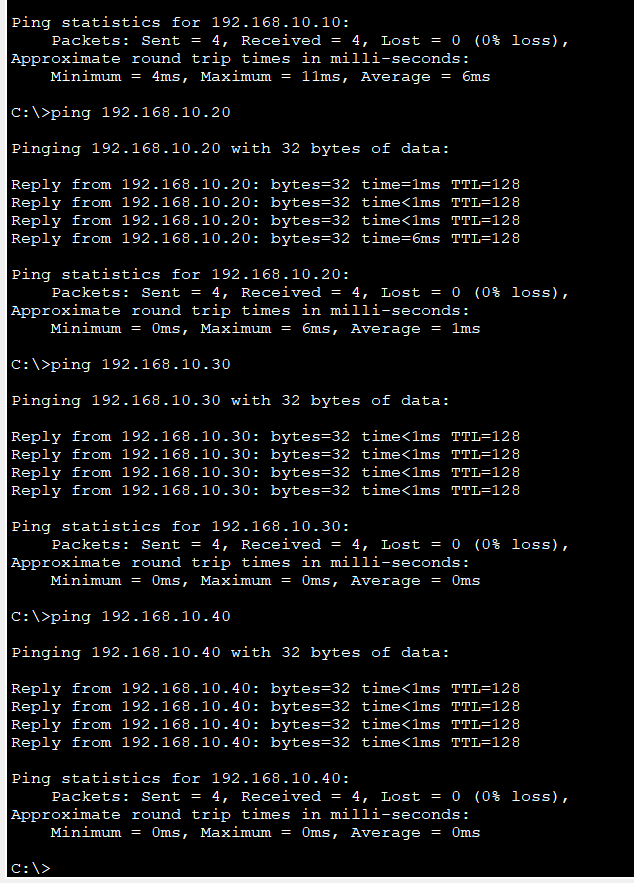 Ping statistics for 192.168.10.10:
    Packets: Sent = 4, Received = 4, Lost = 0 (0% loss),
Approximate round trip times in milli-seconds:
    Minimum = 4ms, Maximum = 11ms, Average = 6ms

C:\>ping 192.168.10.20

Pinging 192.168.10.20 with 32 bytes of data:

Reply from 192.168.10.20: bytes=32 time=1ms TTL=128
Reply from 192.168.10.20: bytes=32 time<1ms TTL=128
Reply from 192.168.10.20: bytes=32 time<1ms TTL=128
Reply from 192.168.10.20: bytes=32 time=6ms TTL=128

Ping statistics for 192.168.10.20:
    Packets: Sent = 4, Received = 4, Lost = 0 (0% loss),
Approximate round trip times in milli-seconds:
    Minimum = 0ms, Maximum = 6ms, Average = 1ms

C:\>ping 192.168.10.30

Pinging 192.168.10.30 with 32 bytes of data:

Reply from 192.168.10.30: bytes=32 time<1ms TTL=128
Reply from 192.168.10.30: bytes=32 time<1ms TTL=128
Reply from 192.168.10.30: bytes=32 time<1ms TTL=128
Reply from 192.168.10.30: bytes=32 time<1ms TTL=128

Ping statistics for 192.168.10.30:
    Packets: Sent = 4, Received = 4, Lost = 0 (0% loss),
Approximate round trip times in milli-seconds:
    Minimum = 0ms, Maximum = 0ms, Average = 0ms

C:\>ping 192.168.10.40

Pinging 192.168.10.40 with 32 bytes of data:

Reply from 192.168.10.40: bytes=32 time<1ms TTL=128
Reply from 192.168.10.40: bytes=32 time<1ms TTL=128
Reply from 192.168.10.40: bytes=32 time<1ms TTL=128
Reply from 192.168.10.40: bytes=32 time<1ms TTL=128

Ping statistics for 192.168.10.40:
    Packets: Sent = 4, Received = 4, Lost = 0 (0% loss),
Approximate round trip times in milli-seconds:
    Minimum = 0ms, Maximum = 0ms, Average = 0ms

C:\>